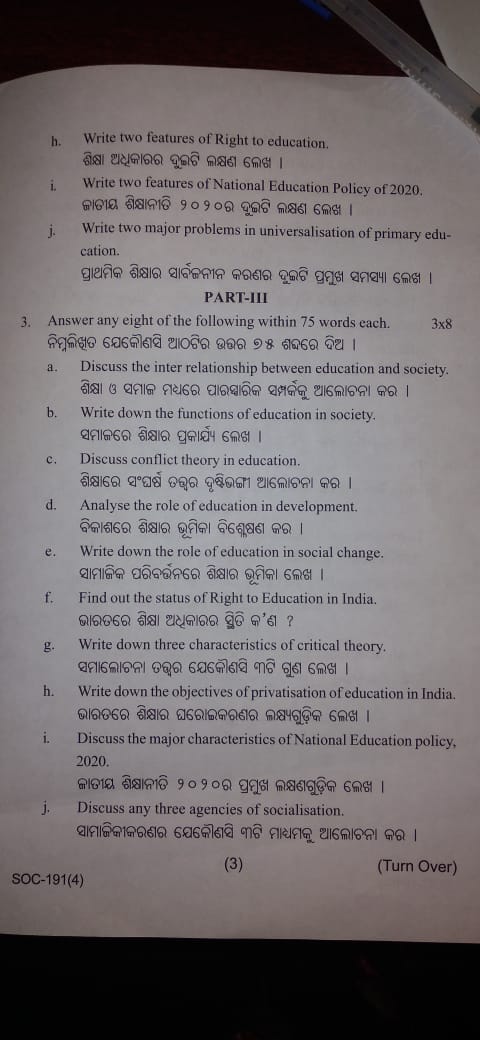 h. Write two features of Right to education.
ଶିକ୍ଷା ଅଧିକାରର ଦୁଇଟି ଲକ୍ଷଣ ଲେଖ ।
i. Write two features of National Education Policy of 2020.
ଜାତୀୟ ଶିକ୍ଷାନୀତି ୨୦୨୦ର ଦୁଇଟି ଲକ୍ଷଣ ଲେଖ ।
j. Write two major problems in universalisation of primary edu-
cation.
ପ୍ରାଥମିକ ଶିକ୍ଷାର ସାର୍ବଜନୀନ କରଣର ଦୁଇଟି ପ୍ରମୁଖ ସମସ୍ୟା ଲେଖ ।
PART-III
3. Answer any eight of the following within 75 words each. 3x8
ନିମ୍ନଲିଖିତ ଯେକୌଣସି ଆଠଟିର ଉତ୍ତର ୭୫ ଶବ୍ଦରେ ଦିଅ ।
a. Discuss the inter relationship between education and society.
ଶିକ୍ଷା ଓ ସମାଜ ମଧ୍ୟରେ ପାରସ୍ପାରିକ ସମ୍ପର୍କକୁ ଆଲୋଚନା କର ।
b. Write down the functions of education in society.
ସମାଜରେ ଶିକ୍ଷାର ପ୍ରକାର୍ଯ୍ୟ ଲେଖ ।
c. Discuss conflict theory in education.
ଶିକ୍ଷାରେ ସଂଘର୍ଷ ତତ୍ତ୍ୱର ଦୃଷ୍ଟିଭଙ୍ଗୀ ଆଲୋଚନା କର ।
d. Analyse the role of education in development.
ବିକାଶରେ ଶିକ୍ଷାର ଭୂମିକା ବିଶ୍ଳେଷଣ କର ।
e. Write down the role of education in social change.
ସାମାଜିକ ପରିବର୍ତ୍ତନରେ ଶିକ୍ଷାର ଭୂମିକା ଲେଖ ।
f. Find out the status of Right to Education in India.
ଭାରତରେ ଶିକ୍ଷା ଅଧିକାରର ସ୍ଥିତି କ'ଣ ?
g. Write down three characteristics of critical theory.
ସମାଲୋଚନା ତତ୍ତ୍ୱର ଯେକୌଣସି ୩ଟି ଗୁଣ ଲେଖ ।
h. Write down the objectives of privatisation of education in India.
ଭାରତରେ ଶିକ୍ଷାର ଘରୋଇକରଣର ଲକ୍ଷ୍ୟଗୁଡ଼ିକ ଲେଖ ।
i. Discuss the major characteristics of National Education policy,
2020.
ଜାତୀୟ ଶିକ୍ଷାନୀତି ୨୦୨୦ର ପ୍ରମୁଖ ଲକ୍ଷଣଗୁଡ଼ିକ ଲେଖ ।
j. Discuss any three agencies of socialisation.
ସାମାଜିକୀକରଣର ଯେକୌଣସି ୩ଟି ମାଧ୍ୟମକୁ ଆଲୋଚନା କର ।
(3)
SOC-191(4) (Turn Over)